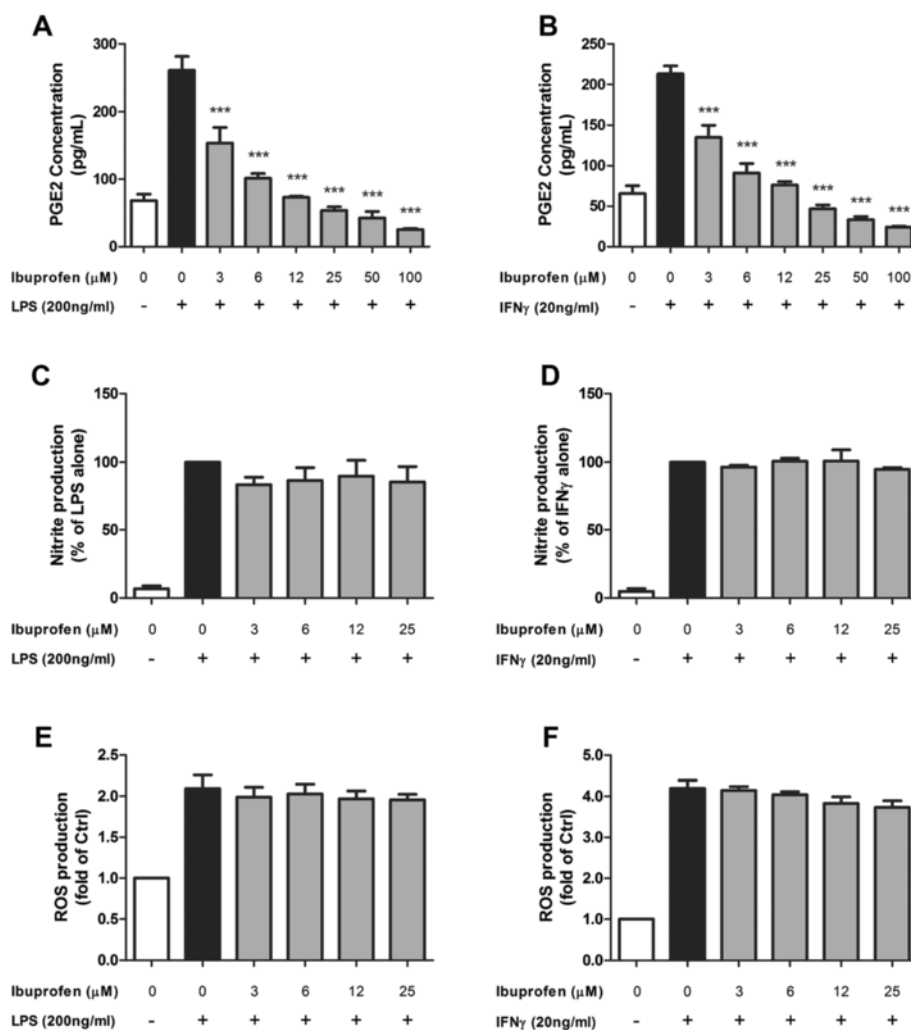 A
PGE2 Concentration
(pg/mL)
300
200
100
0
*** *** *** *** *** ***
Ibuprofen (μM) 0 0 3 6 12 25 50 100
LPS (200ng/ml) - + + + + + + +
B
PGE2 Concentration
(pg/mL)
250
200
150
100
50
0
*** *** *** *** *** ***
Ibuprofen (μM) 0 0 3 6 12 25 50 100
IFNγ (20ng/ml) - + + + + + + +
C
Nitrite production
(% of LPS alone)
150
100
50
0
Ibuprofen (μM) 0 0 3 6 12 25
LPS (200ng/ml) - + + + + +
D
Nitrite production
(% of IFNγ alone)
150
100
50
0
Ibuprofen (μM) 0 0 3 6 12 25
IFNγ (20ng/ml) - + + + + +
E
ROS production
(fold of Ctrl)
2.5
2.0
1.0
0.5
0.0
Ibuprofen (μM) 0 0 3 6 12 25
LPS (200ng/ml) - + + + + +
F
ROS production
(fold of Ctrl)
5.0
4.0
2.0
1.0
0.0
Ibuprofen (μM) 0 0 3 6 12 25
IFNγ (20ng/ml) - + + + + +